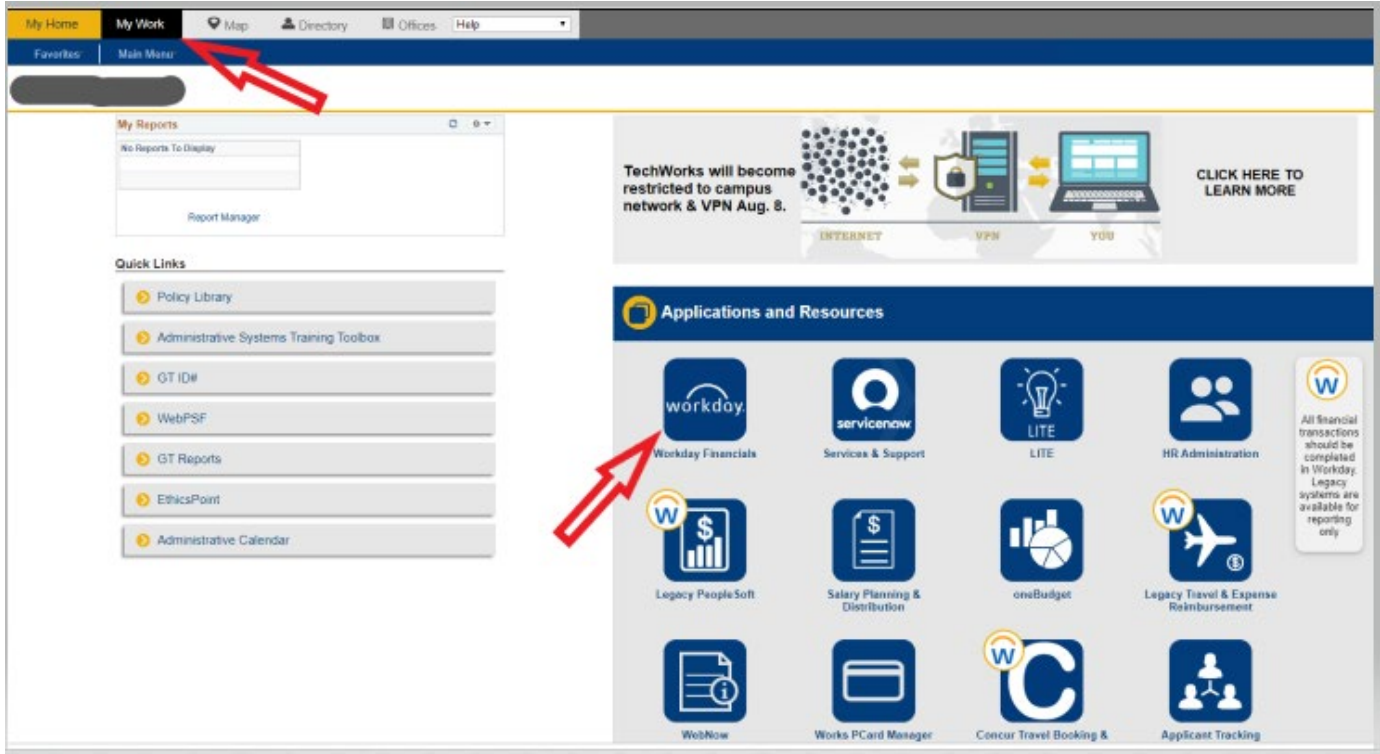 My Home My Work Map Directory Offices Help
Favorites Main Menu
My Reports
No Reports To Display
Report Manager
Quick Links
Policy Library
Administrative Systems Training Toolbox
GT ID#
WebPSF
GT Reports
EthicsPoint
Administrative Calendar
TechWorks will become
restricted to campus
network & VPN Aug. 8.
INTERNET VPN YOU
CLICK HERE TO
LEARN MORE
Applications and Resources
workday.
servicenow
LITE
Workday Financials Services & Support LITE HR Administration
W
All financial
transactions
should be
completed
in Workday.
Legacy
systems are
available for
reporting
only
W $ $ W $
Legacy PeopleSoft Salary Planning & oneBudget Legacy Travel & Expense
Distribution Reimbursement
i W C
WebNow Works PCard Manager Concur Travel Booking & Applicant Tracking